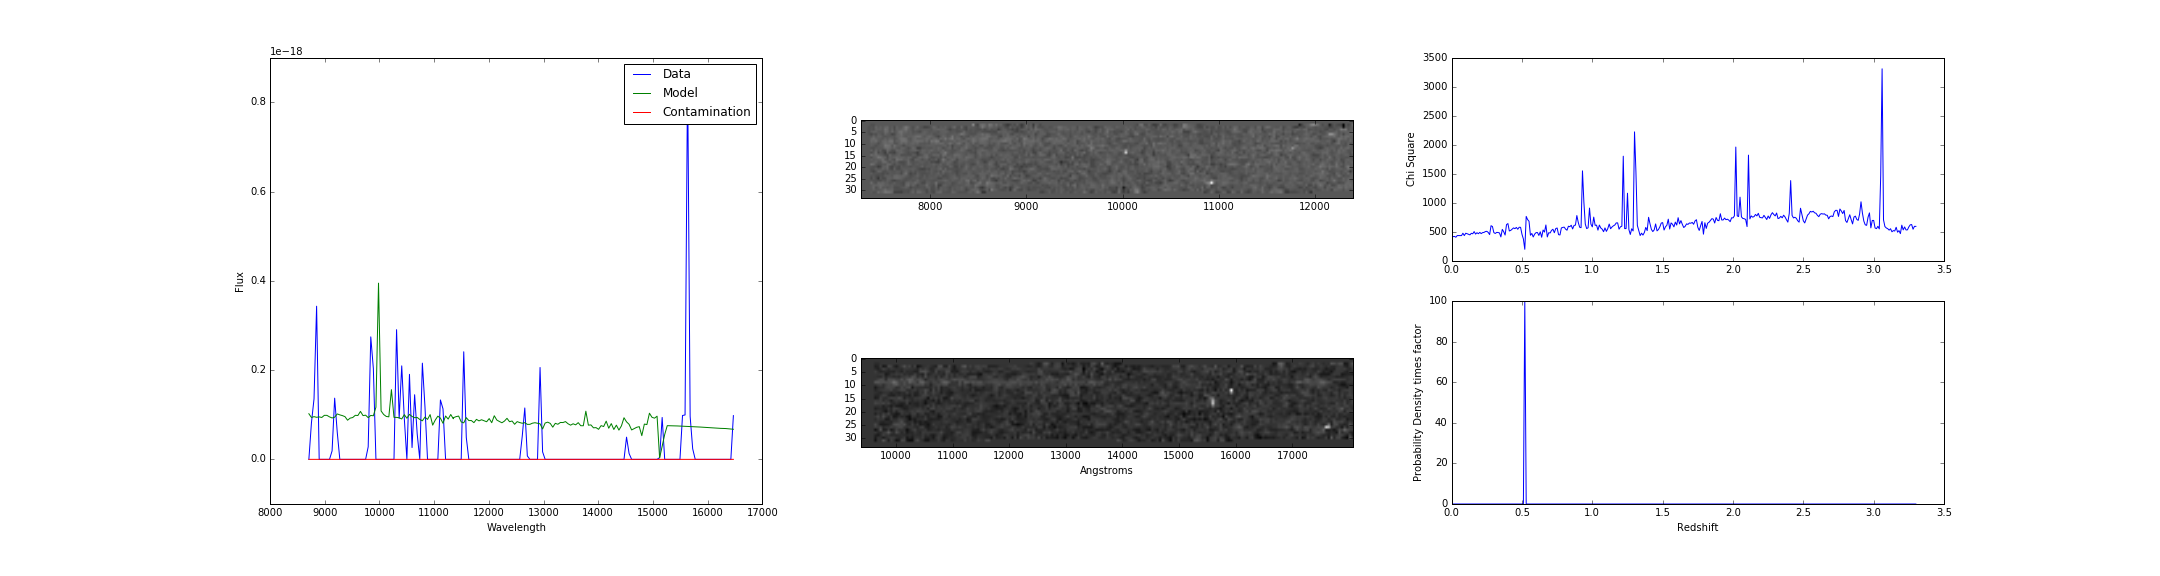 1e−18
0.8
0.6
0.4
0.2
0.0
Flux
8000 9000 10000 11000 12000 13000 14000 15000 16000 17000
Wavelength
Data
Model
Contamination
0
5
10
15
20
25
30
8000 9000 10000 11000 12000
0
5
10
15
20
25
30
10000 11000 12000 13000 14000 15000 16000 17000
Angstroms
3500
3000
2500
2000
1500
1000
500
0
Chi Square
0.0 0.5 1.0 1.5 2.0 2.5 3.0 3.5
100
80
60
40
20
0
Probability Density times factor
0.0 0.5 1.0 1.5 2.0 2.5 3.0 3.5
Redshift